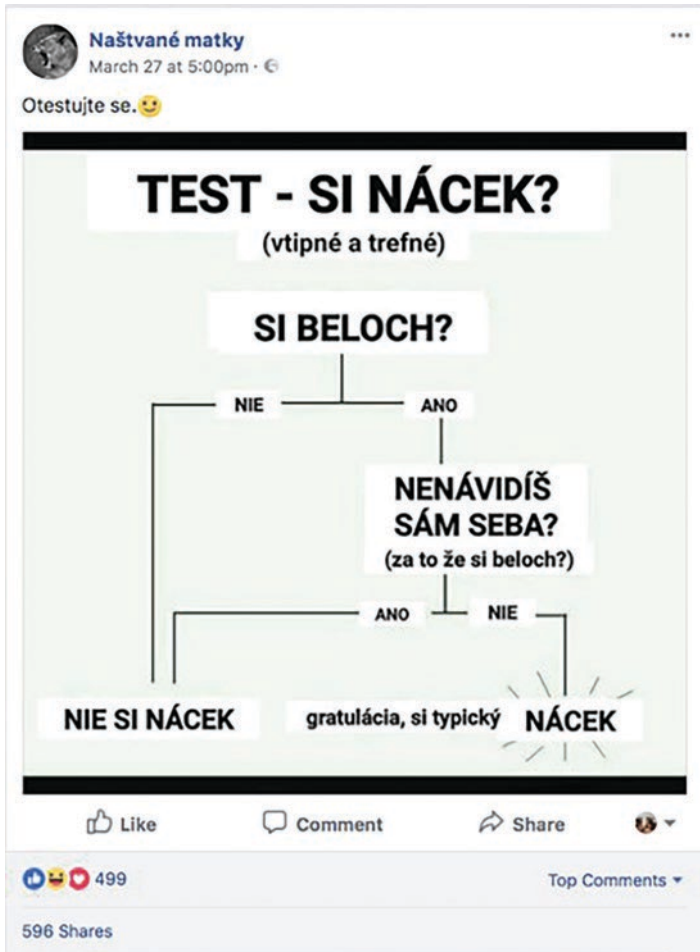 Naštvané matky
March 27 at 5:00pm ·
Otestujte se.
TEST - SI NÁCEK?
(vtipné a trefné)
SI BELOCH?
NIE
ANO
NENÁVIDÍŠ
SÁM SEBA?
(za to že si beloch?)
ANO
NIE
NIE SI NÁCEK
gratulácia, si typický NÁCEK
Like
Comment
Share
499
Top Comments
596 Shares